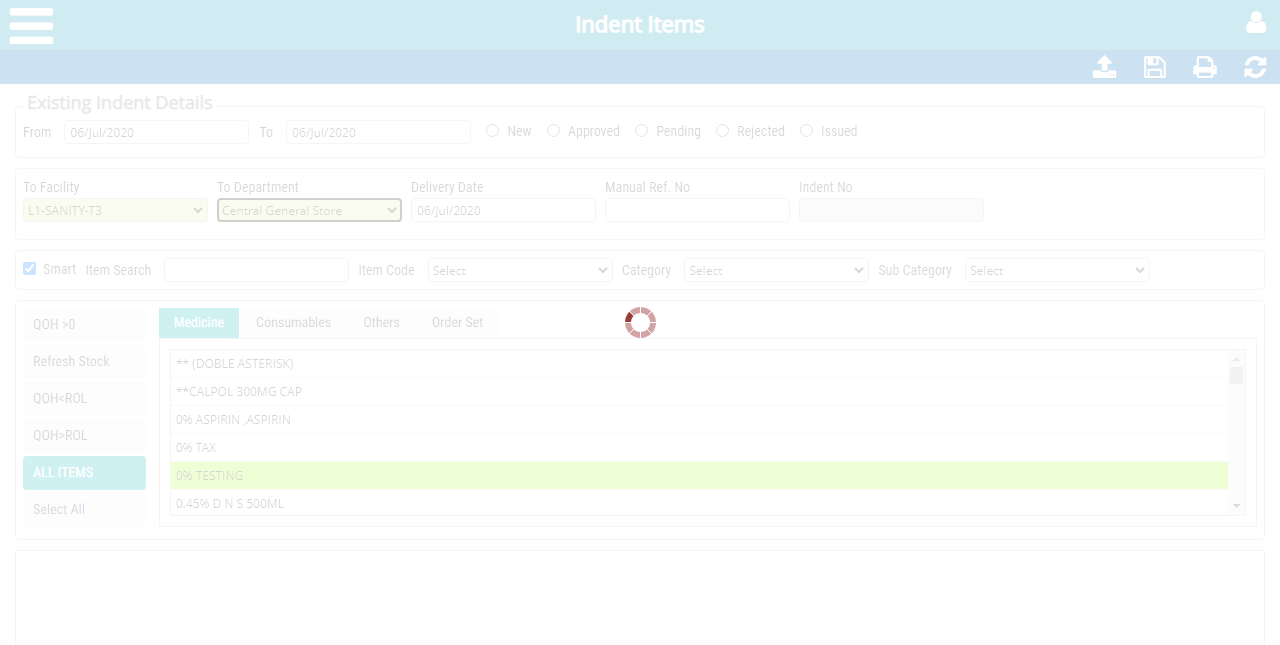 Indent Items
Existing Indent Details
From 06/Jul/2020 To 06/Jul/2020 New Approved Pending Rejected Issued
To Facility To Department Delivery Date Manual Ref. No Indent No
L1-SANITY-T3 Central General Store 06/Jul/2020
Smart Item Search Item Code Select Category Select Sub Category Select
QOH >0
Refresh Stock
QOH<ROL
QOH>ROL
ALL ITEMS
Select All
Medicine Consumables Others Order Set
** (DOBLE ASTERISK)
**CALPOL 300MG CAP
0% ASPIRIN ,ASPIRIN
0% TAX
0% TESTING
0.45% D N S 500ML